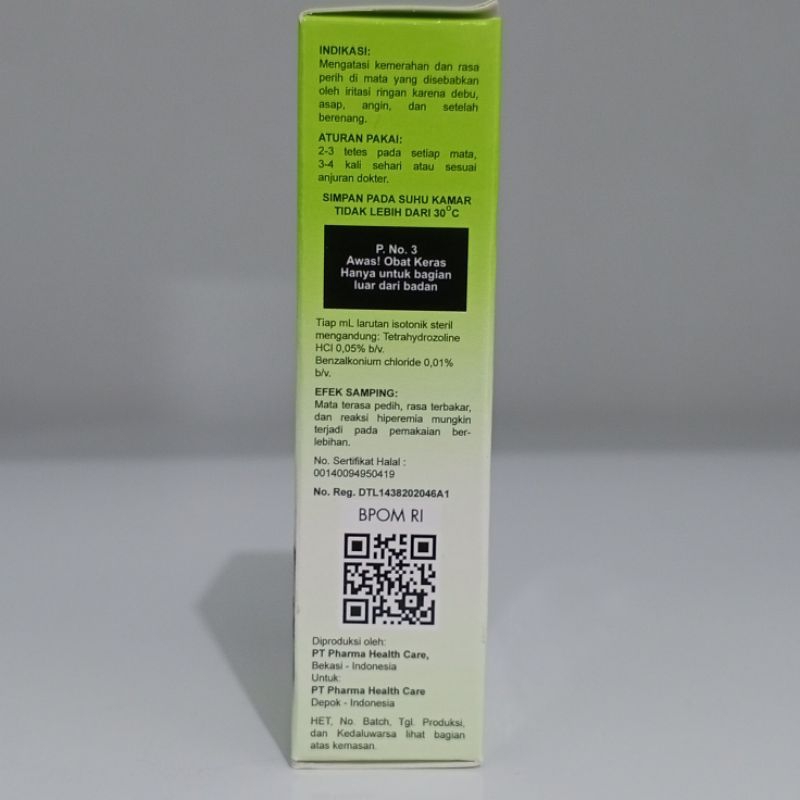 INDIKASI:
Mengatasi kemerahan dan rasa
perih di mata yang disebabkan
oleh iritasi ringan karena debu,
asap, angin, dan setelah
berenang.
ATURAN PAKAI:
2-3 tetes pada setiap mata,
3-4 kali sehari atau sesuai
anjuran dokter.
SIMPAN PADA SUHU KAMAR
TIDAK LEBIH DARI 30°C
P. No. 3
Awas! Obat Keras
Hanya untuk bagian
luar dari badan
Tiap mL larutan isotonik steril
mengandung: Tetrahydrozoline
HCl 0,05% b/v.
Benzalkonium chloride 0,01%
b/v.
EFEK SAMPING:
Mata terasa pedih, rasa terbakar,
dan reaksi hiperemia mungkin
terjadi pada pemakaian ber-
lebihan.
No. Sertifikat Halal :
00140094950419
No. Reg. DTL1438202046A1
BPOM RI
Diproduksi oleh:
PT Pharma Health Care,
Bekasi - Indonesia
Untuk:
PT Pharma Health Care
Depok - Indonesia
HET, No. Batch, Tgl. Produksi,
dan Kedaluwarsa lihat bagian
atas kemasan.